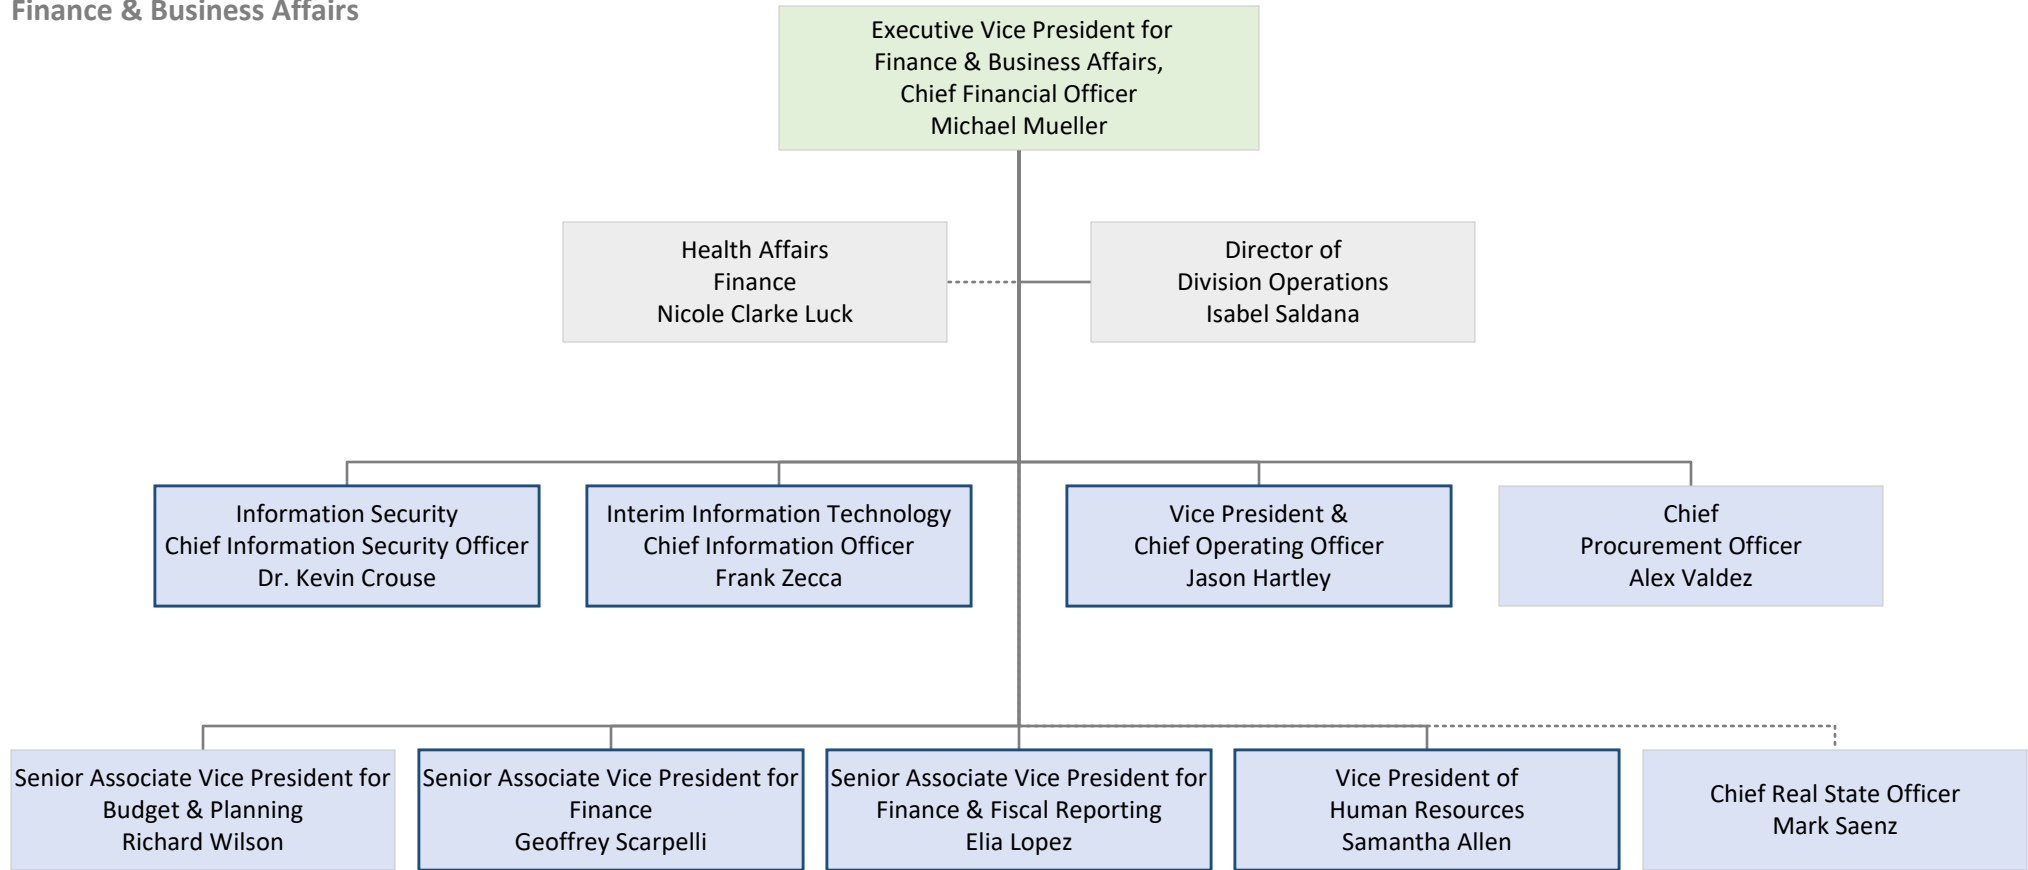 Finance & Business Affairs
Executive Vice President for
Finance & Business Affairs,
Chief Financial Officer
Michael Mueller
Health Affairs
Finance
Nicole Clarke Luck
Director of
Division Operations
Isabel Saldana
Information Security
Chief Information Security Officer
Dr. Kevin Crouse
Interim Information Technology
Chief Information Officer
Frank Zecca
Vice President &
Chief Operating Officer
Jason Hartley
Chief
Procurement Officer
Alex Valdez
Senior Associate Vice President for
Budget & Planning
Richard Wilson
Senior Associate Vice President for
Finance
Geoffrey Scarpelli
Senior Associate Vice President for
Finance & Fiscal Reporting
Elia Lopez
Vice President of
Human Resources
Samantha Allen
Chief Real State Officer
Mark Saenz